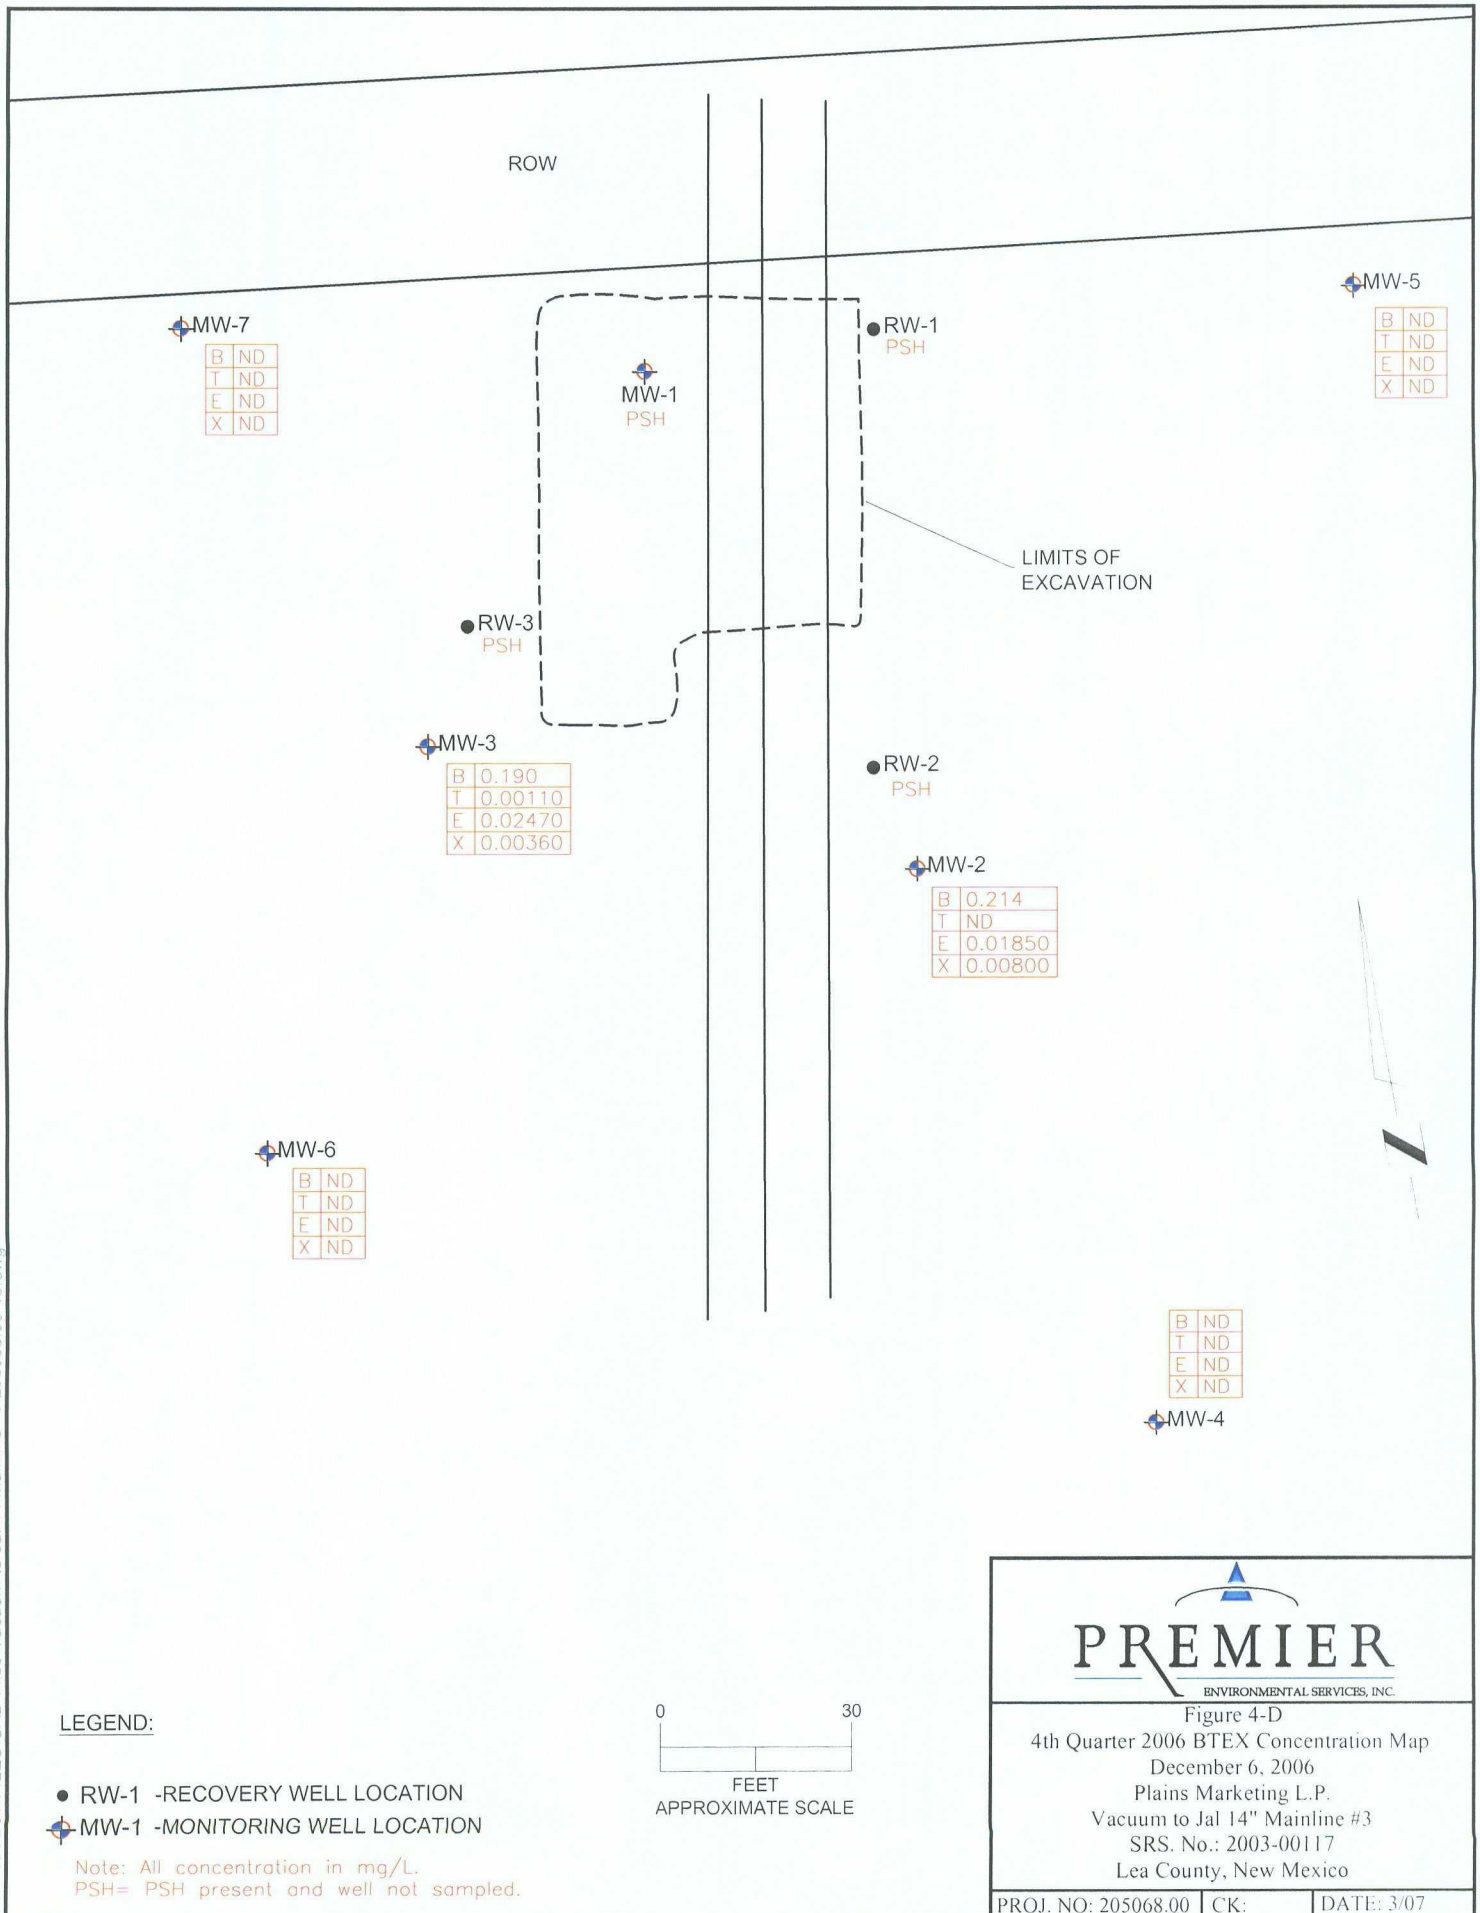 ROW
MW-5
B ND
T ND
E ND
X ND
MW-7
B ND
T ND
E ND
X ND
RW-1
PSH
MW-1
PSH
LIMITS OF
EXCAVATION
RW-3
PSH
MW-3
B 0.190
T 0.00110
E 0.02470
X 0.00360
RW-2
PSH
MW-2
B 0.214
T ND
E 0.01850
X 0.00800
MW-6
B ND
T ND
E ND
X ND
B ND
T ND
E ND
X ND
MW-4
LEGEND:
RW-1 -RECOVERY WELL LOCATION
MW-1 -MONITORING WELL LOCATION
Note: All concentration in mg/L.
PSH= PSH present and well not sampled.
0 30
FEET
APPROXIMATE SCALE
PREMIER
ENVIRONMENTAL SERVICES, INC.
Figure 4-D
4th Quarter 2006 BTEX Concentration Map
December 6, 2006
Plains Marketing L.P.
Vacuum to Jal 14" Mainline #3
SRS. No.: 2003-00117
Lea County, New Mexico
PROJ. NO: 205068.00 CK: DATE: 3/07